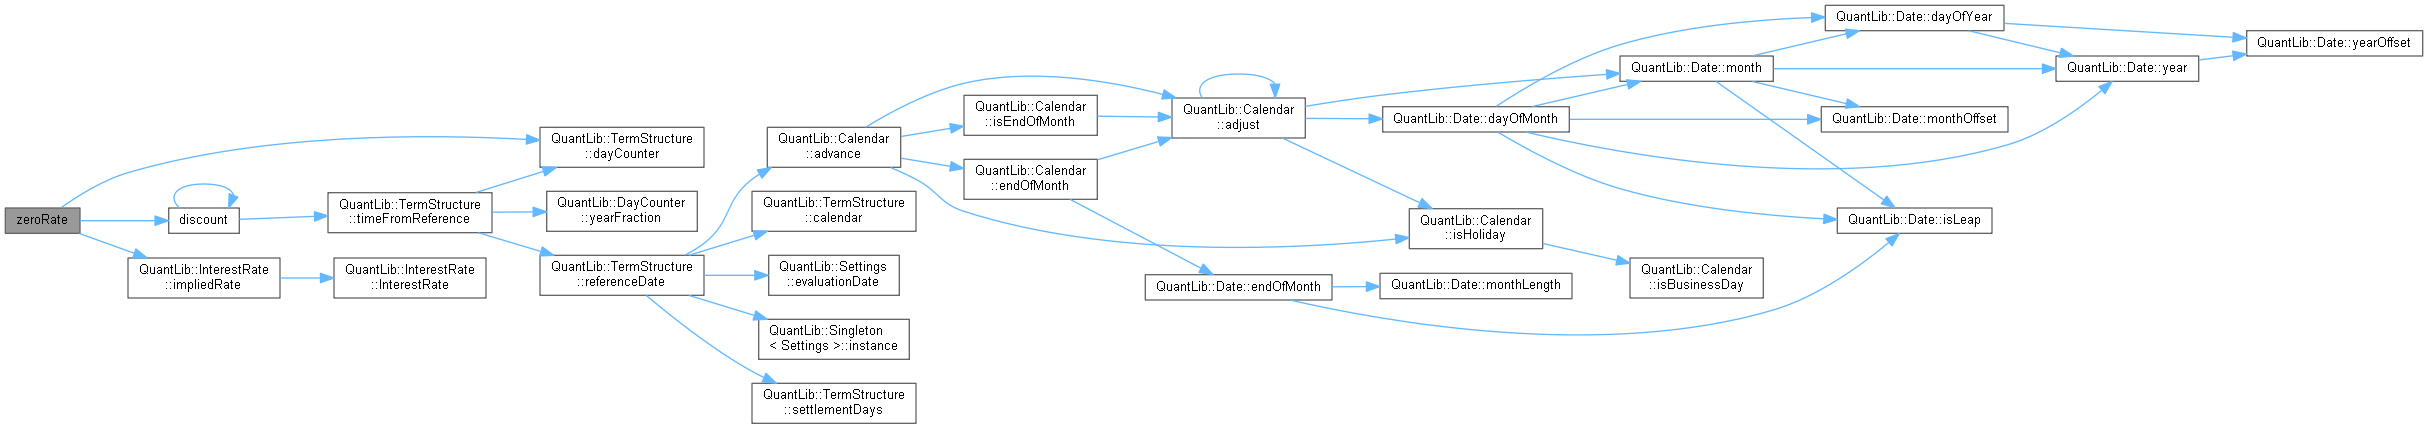 zeroRate
discount
QuantLib::InterestRate
::impliedRate
QuantLib::TermStructure
::timeFromReference
QuantLib::InterestRate
::InterestRate
QuantLib::TermStructure
::dayCounter
QuantLib::DayCounter
::yearFraction
QuantLib::TermStructure
::referenceDate
QuantLib::Calendar
::advance
QuantLib::TermStructure
::calendar
QuantLib::Settings
::evaluationDate
QuantLib::Singleton
< Settings >::instance
QuantLib::TermStructure
::settlementDays
QuantLib::Calendar
::isEndOfMonth
QuantLib::Calendar
::endOfMonth
QuantLib::Calendar
::adjust
QuantLib::Date::endOfMonth
QuantLib::Date::dayOfMonth
QuantLib::Calendar
::isHoliday
QuantLib::Date::monthLength
QuantLib::Date::month
QuantLib::Calendar
::isBusinessDay
QuantLib::Date::dayOfYear
QuantLib::Date::monthOffset
QuantLib::Date::isLeap
QuantLib::Date::year
QuantLib::Date::yearOffset